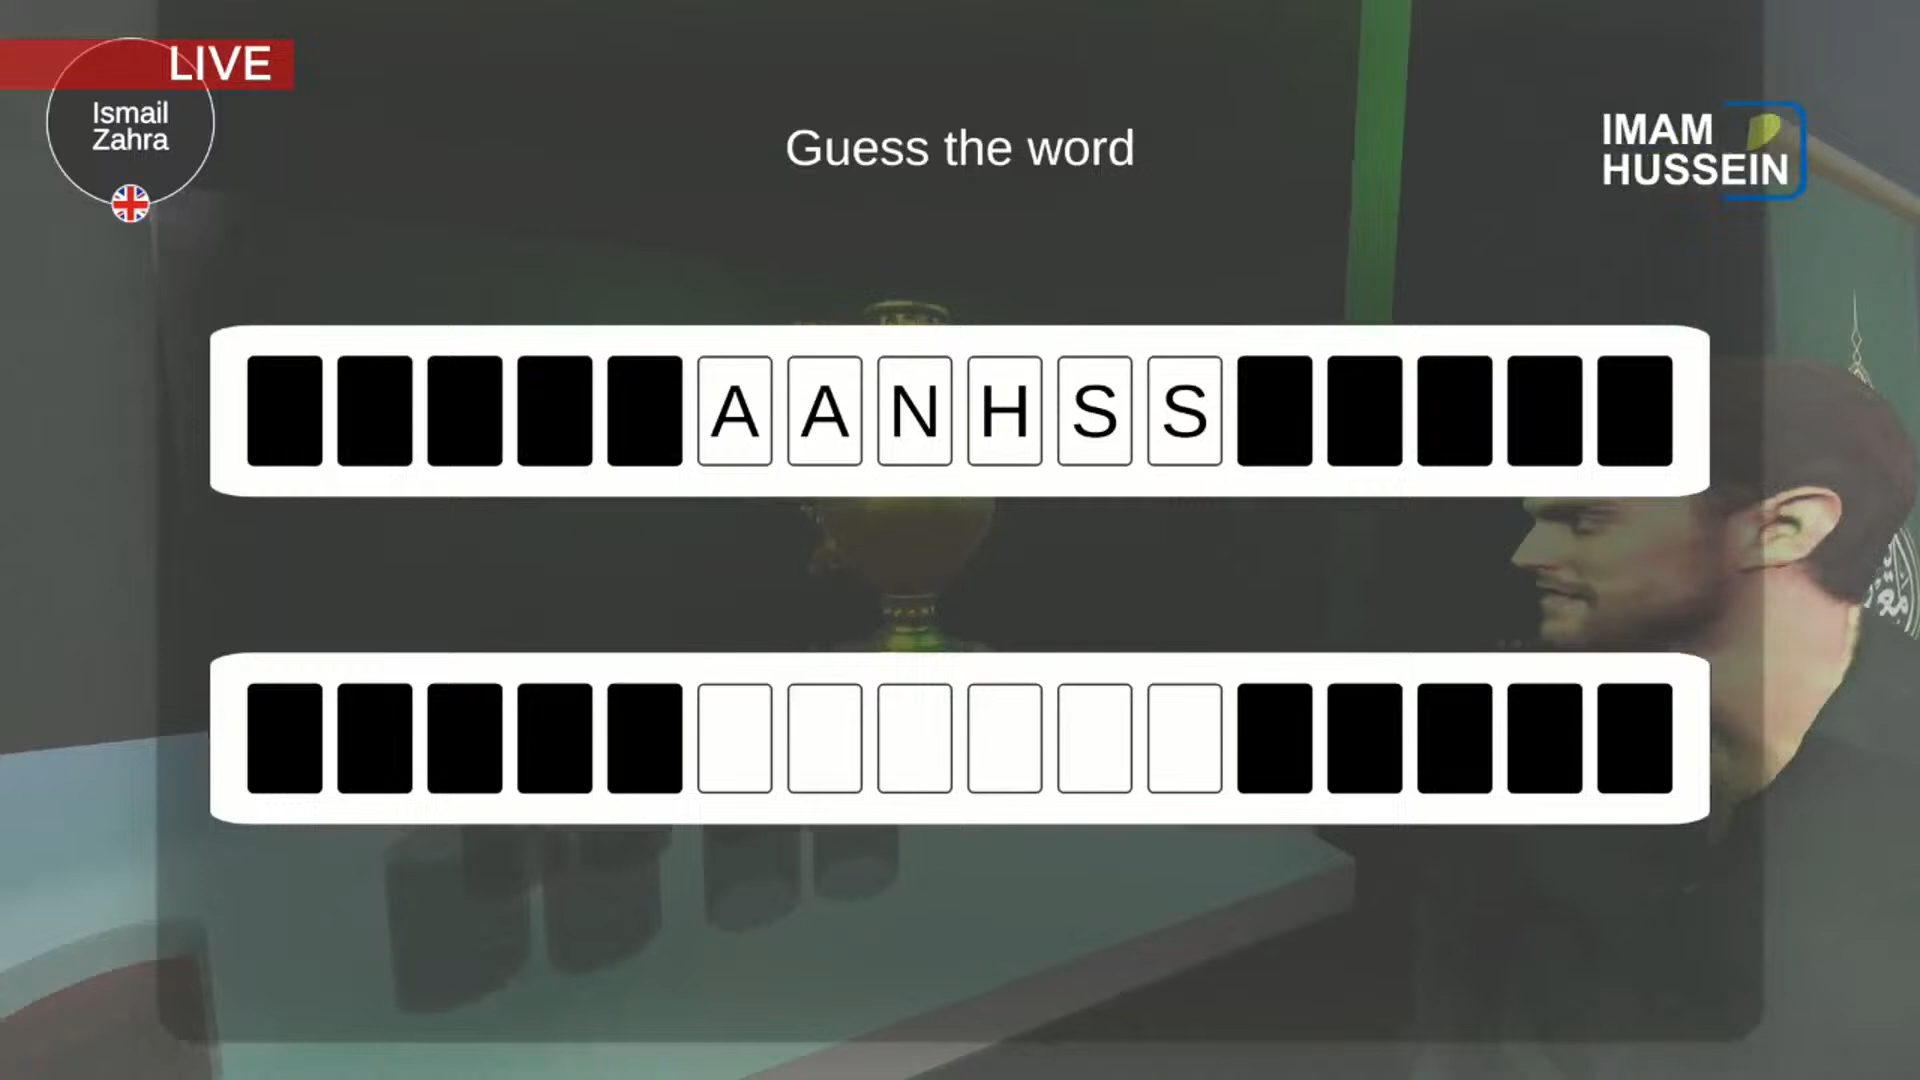 LIVE
Ismail
Zahra
Guess the word
IMAM
HUSSEIN
A A N H S S